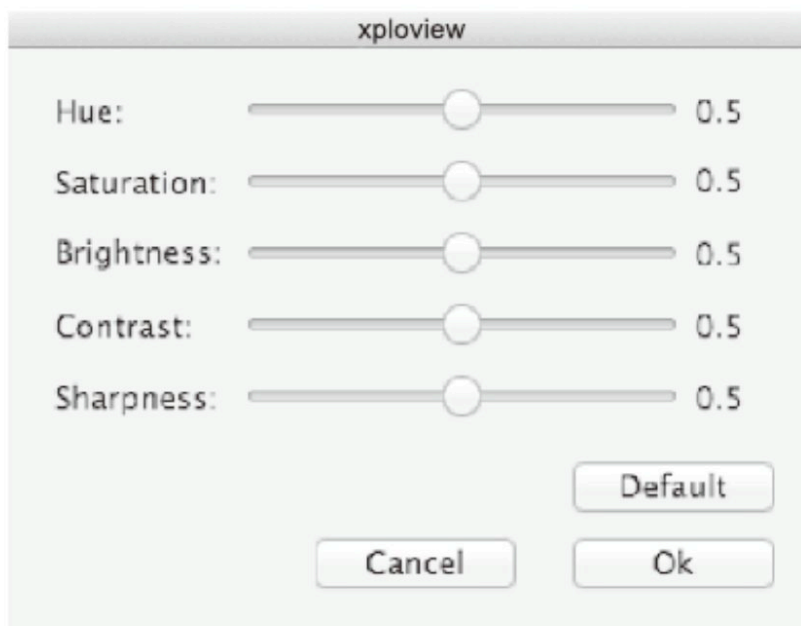 xploview
Hue: 0.5
Saturation: 0.5
Brightness: 0.5
Contrast: 0.5
Sharpness: 0.5
Default
Cancel Ok